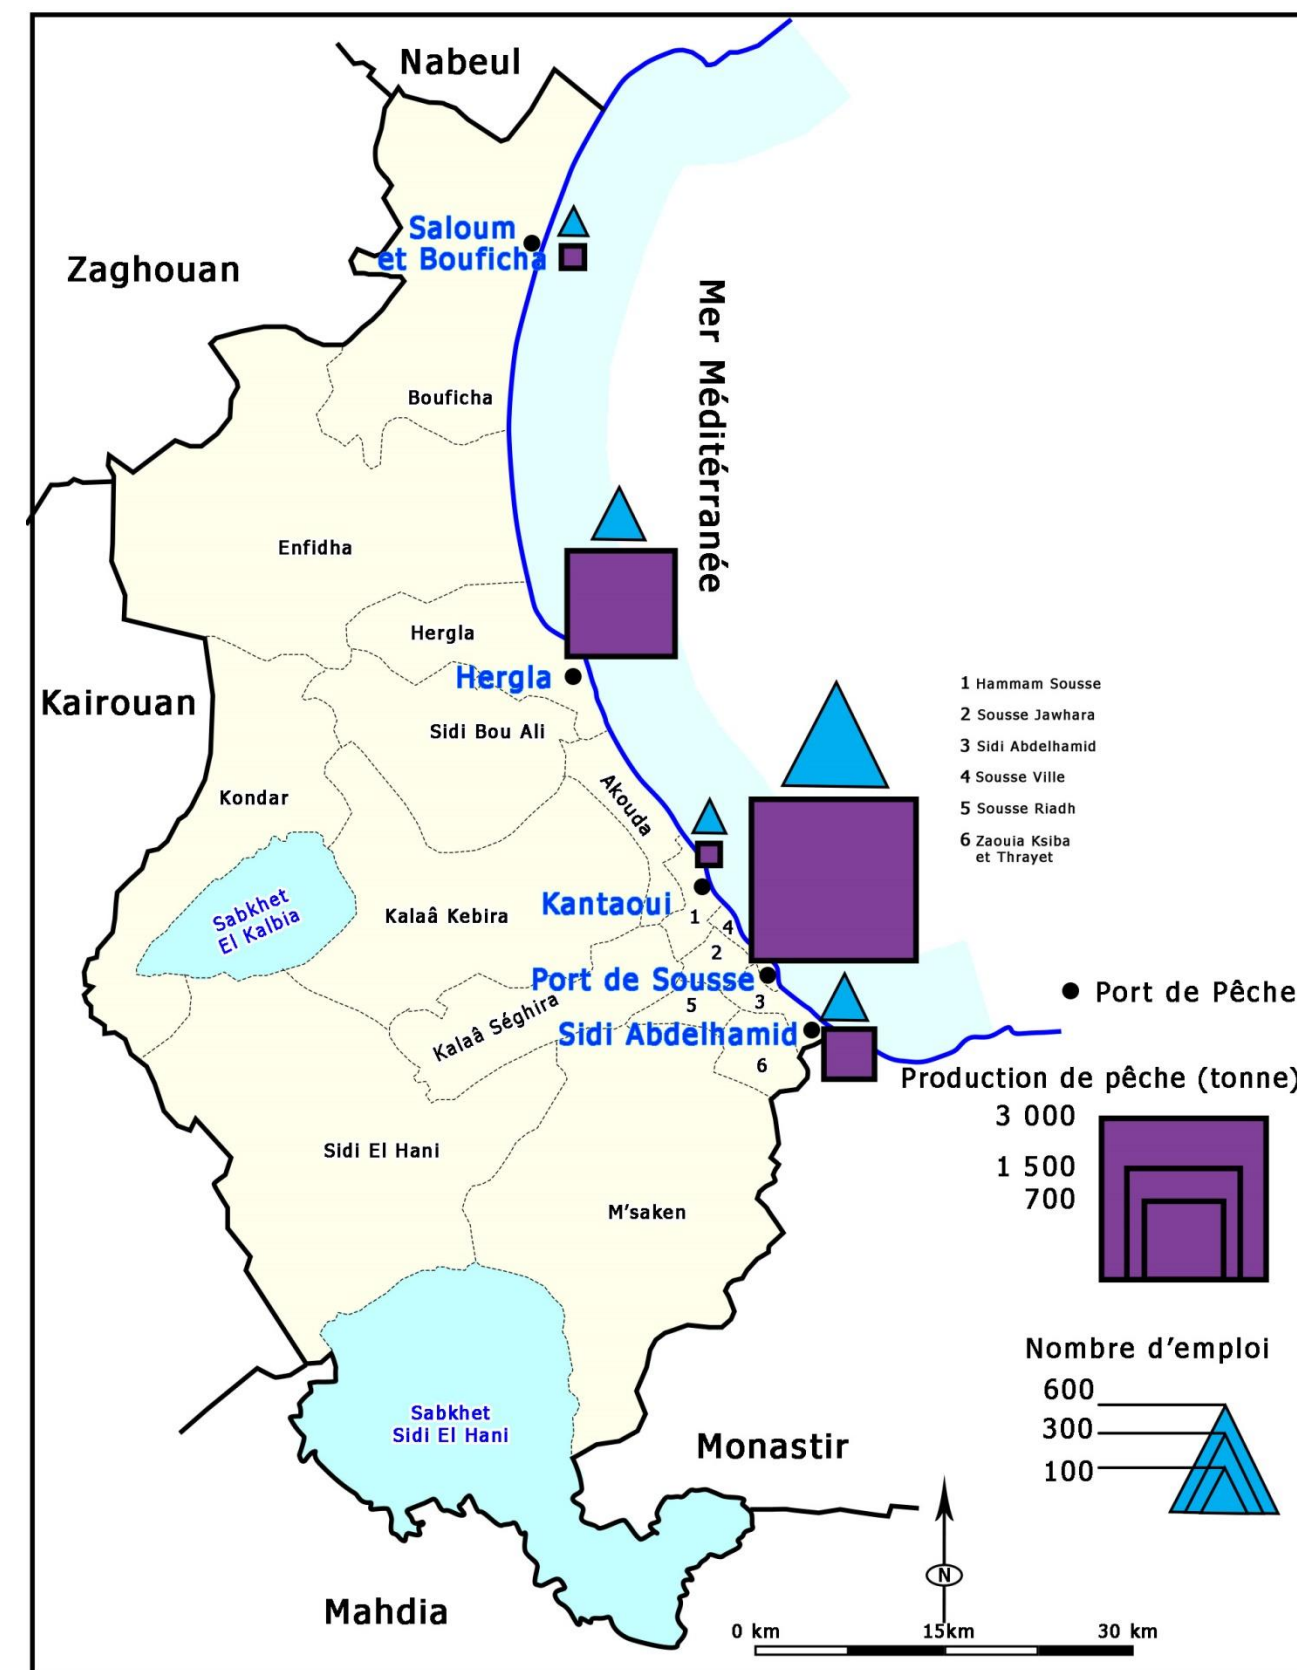 Nabeul
Saloum
et Bouficha
Zaghouan
Mer Méditérranée
Bouficha
Enfidha
Hergla
Hergla
Kairouan
Sidi Bou Ali
1 Hammam Sousse
2 Sousse Jawhara
3 Sidi Abdelhamid
4 Sousse Ville
5 Sousse Riadh
6 Zaouia Ksiba
et Thrayet
Kondar
Akouda
Sabkhet
El Kalbia
Kalaâ Kebira
Kantaoui
1
4
2
Port de Sousse
3
5
Kalaâ Séghira
Sidi Abdelhamid
6
Port de Pêche
Production de pêche (tonne)
3 000
1 500
700
Sidi El Hani
M'saken
Nombre d'emploi
600
300
100
Sabkhet
Sidi El Hani
Monastir
Mahdia
N
0 km 15km 30 km